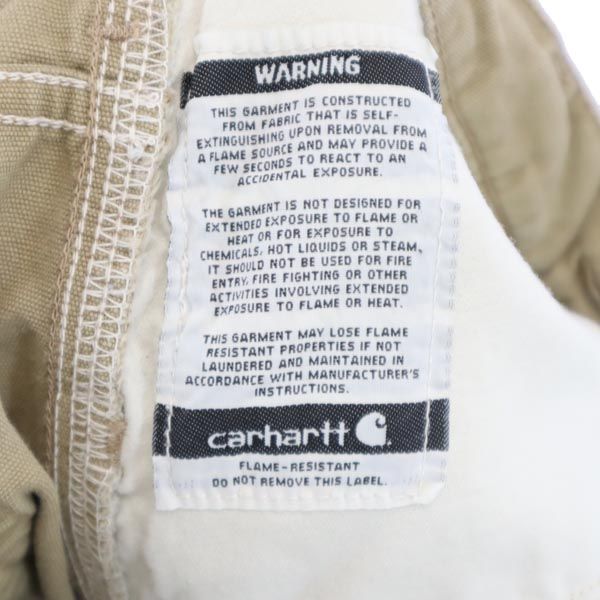 WARNING
THIS GARMENT IS CONSTRUCTED
FROM FABRIC THAT IS SELF-
EXTINGUISHING UPON REMOVAL FROM
A FLAME SOURCE AND MAY PROVIDE A
FEW SECONDS TO REACT TO AN
ACCIDENTAL EXPOSURE.
THE GARMENT IS NOT DESIGNED FOR
EXTENDED EXPOSURE TO FLAME OR
HEAT OR FOR EXPOSURE TO
CHEMICALS, HOT LIQUIDS OR STEAM.
IT SHOULD NOT BE USED FOR FIRE
ENTRY, FIRE FIGHTING OR OTHER
ACTIVITIES INVOLVING EXTENDED
EXPOSURE TO FLAME OR HEAT.
THIS GARMENT MAY LOSE FLAME
RESISTANT PROPERTIES IF NOT
LAUNDERED AND MAINTAINED IN
ACCORDANCE WITH MANUFACTURER'S
INSTRUCTIONS.
carhartt
FLAME-RESISTANT
DO NOT REMOVE THIS LABEL.